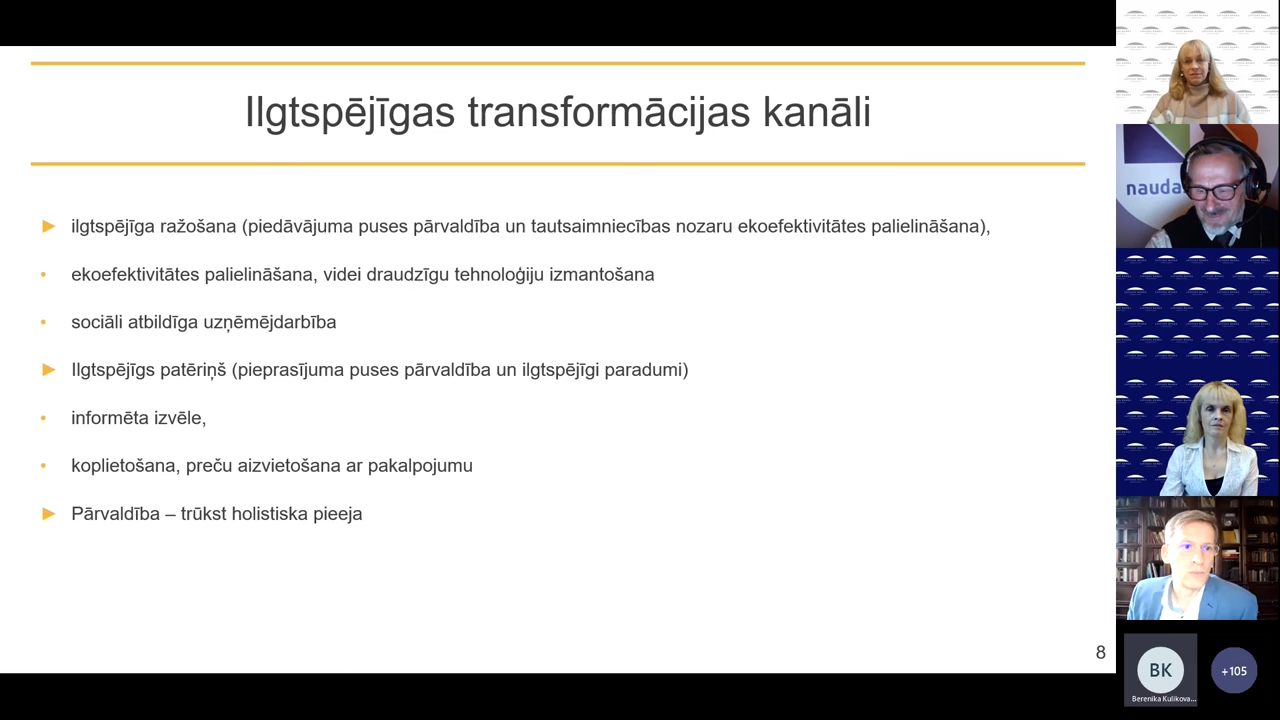 Ilgtspējīgas transformācijas kanāli
ilgtspējīga ražošana (piedāvājuma puses pārvaldība un tautsaimniecības nozaru ekoefektivitātes palielināšana),
ekoefektivitātes palielināšana, videi draudzīgu tehnoloģiju izmantošana
sociāli atbildīga uzņēmējdarbība
Ilgtspējīgs patēriņš (pieprasījuma puses pārvaldība un ilgtspējīgi paradumi)
informēta izvēle,
koplietošana, preču aizvietošana ar pakalpojumu
Pārvaldība – trūkst holistiska pieeja
8
nauda
BK
Berenika Kulikova...
+105